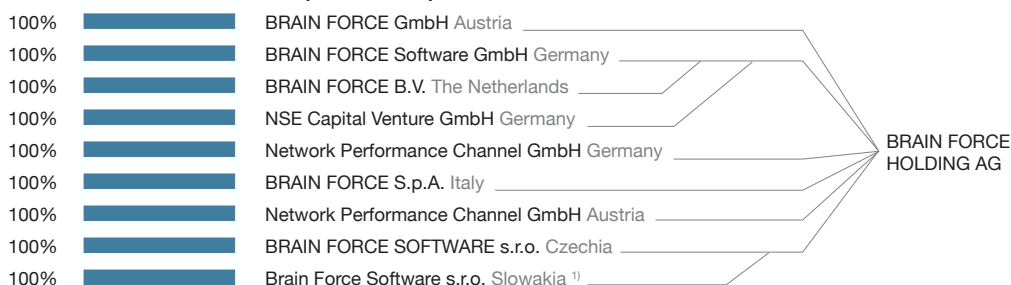 100% BRAIN FORCE GmbH Austria
100% BRAIN FORCE Software GmbH Germany
100% BRAIN FORCE B.V. The Netherlands
100% NSE Capital Venture GmbH Germany
100% Network Performance Channel GmbH Germany
100% BRAIN FORCE S.p.A. Italy
100% Network Performance Channel GmbH Austria
100% BRAIN FORCE SOFTWARE s.r.o. Czechia
100% Brain Force Software s.r.o. Slowakia 1)
BRAIN FORCE
HOLDING AG